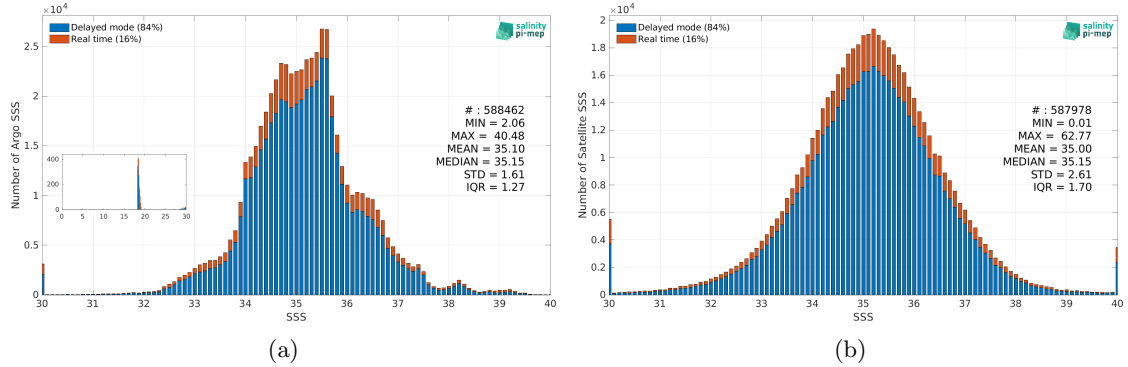 ×10⁴
Delayed mode (84%)
Real time (16%)
salinity
pi-mep
Number of Argo SSS
2.5
2
1.5
1
0.5
0
# : 588462
MIN = 2.06
MAX = 40.48
MEAN = 35.10
MEDIAN = 35.15
STD = 1.61
IQR = 1.27
400
200
0
0 5 10 15 20 25 30
30 31 32 33 34 35 36 37 38 39 40
SSS
(a)
×10⁴
Delayed mode (84%)
Real time (16%)
salinity
pi-mep
Number of Satellite SSS
2
1.8
1.6
1.4
1.2
1
0.8
0.6
0.4
0.2
0
# : 587978
MIN = 0.01
MAX = 62.77
MEAN = 35.00
MEDIAN = 35.15
STD = 2.61
IQR = 1.70
30 31 32 33 34 35 36 37 38 39 40
SSS
(b)